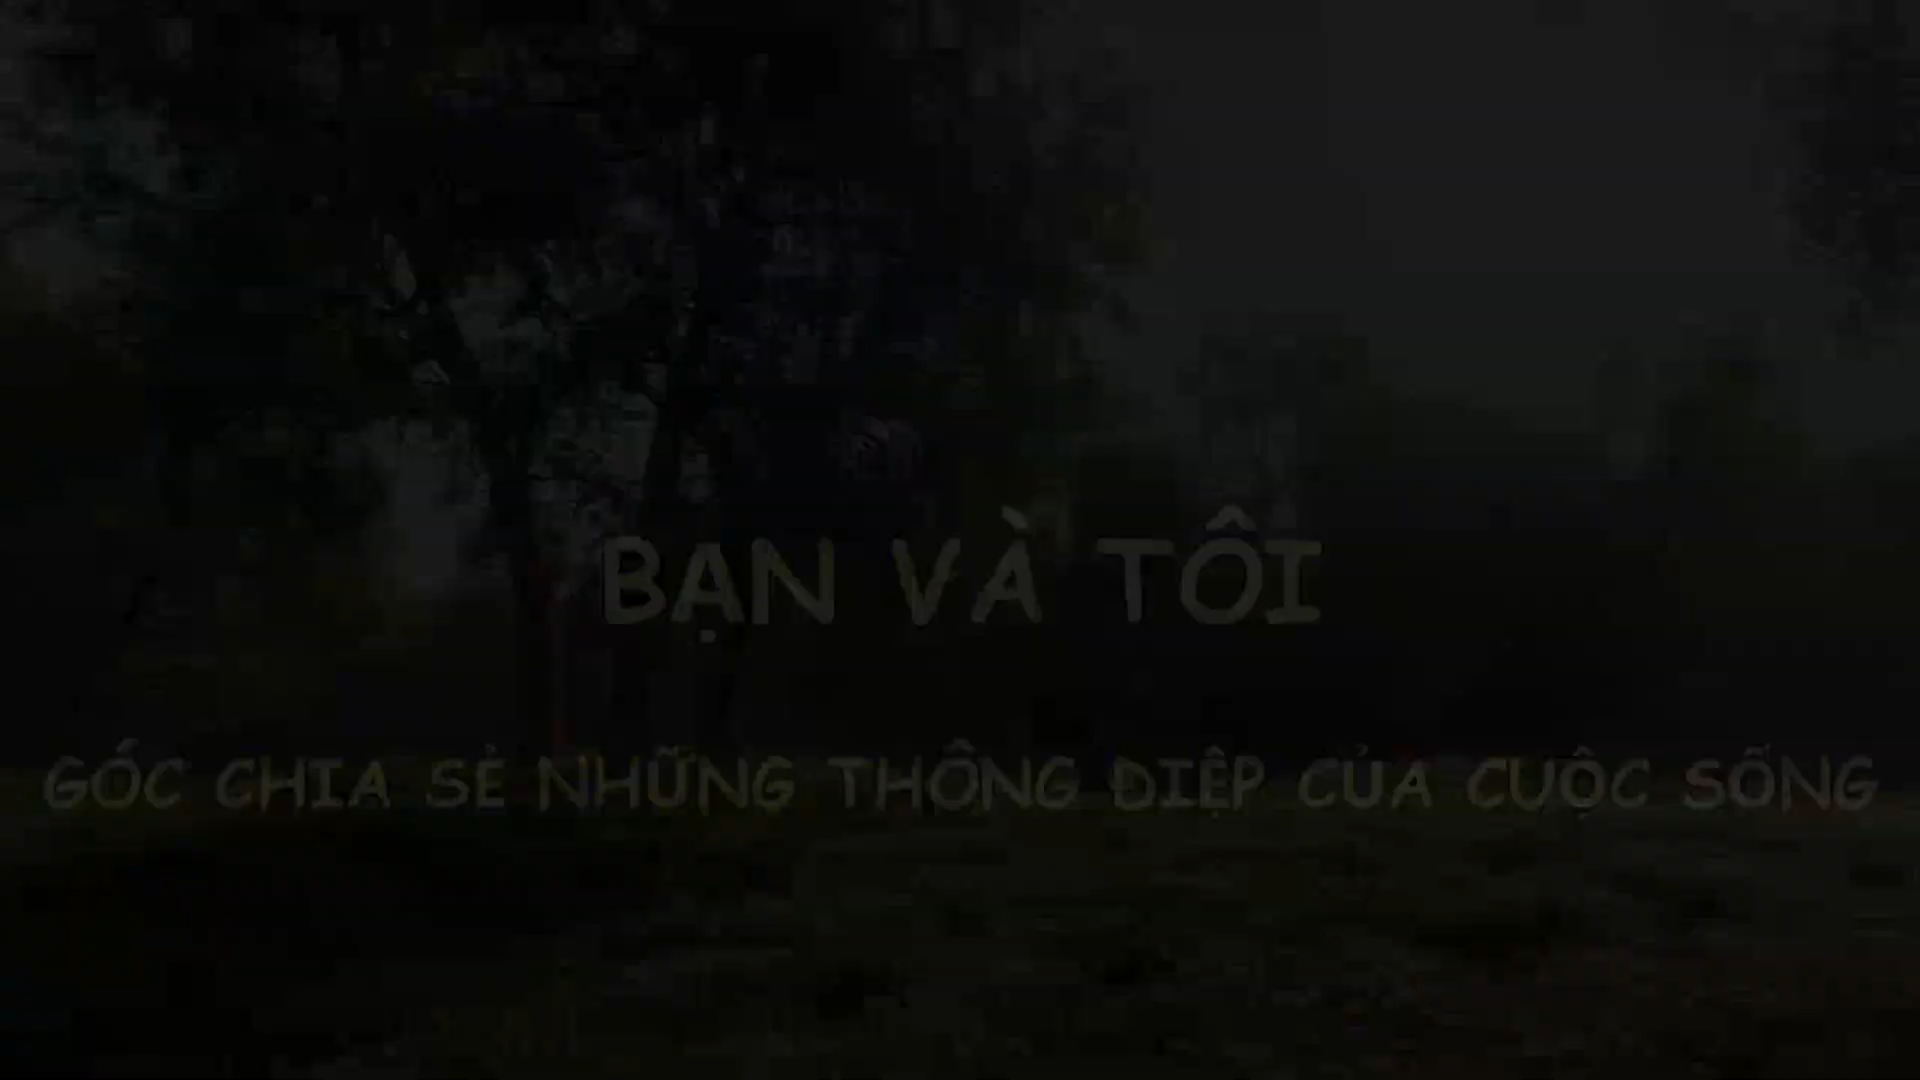 BẠN VÀ TÔI
GÓC CHIA SẺ NHỮNG THÔNG ĐIỆP CỦA CUỘC SỐNG